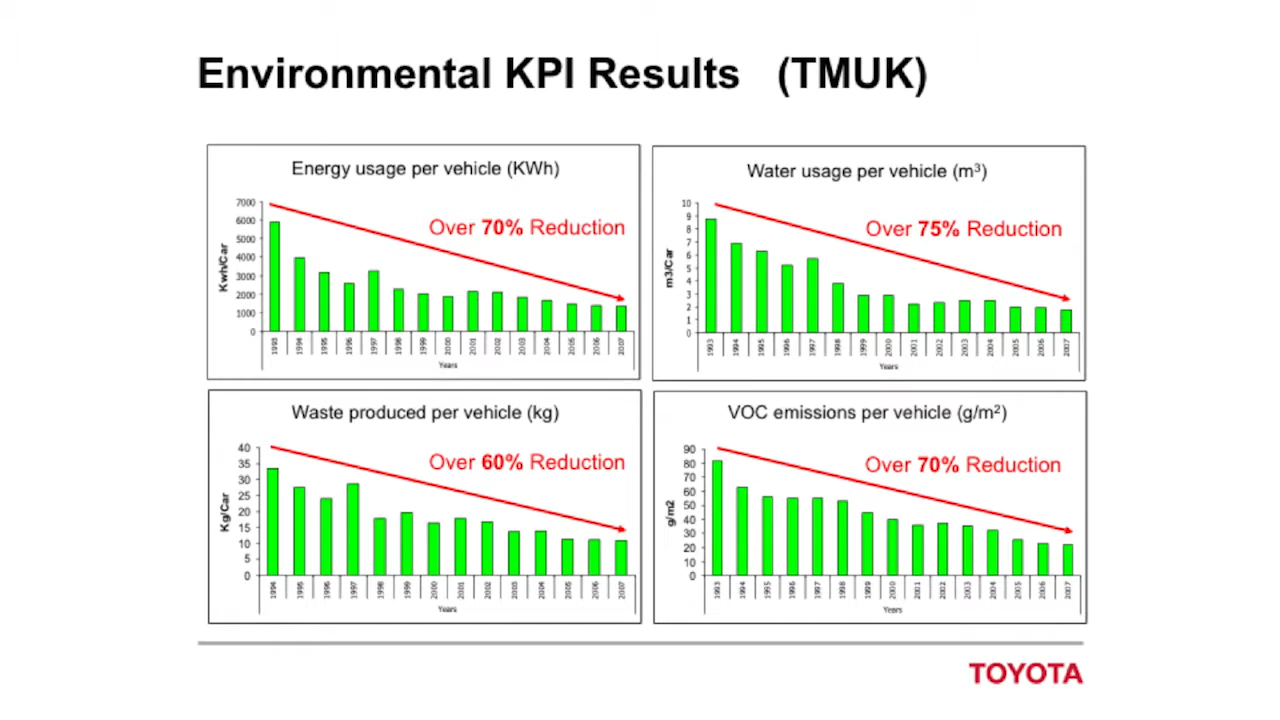 Environmental KPI Results (TMUK)
Energy usage per vehicle (KWh)
Over 70% Reduction
Kwh/Car
7000
6000
5000
4000
3000
2000
1000
0
1993 1994 1995 1996 1997 1998 1999 2000 2001 2002 2003 2004 2005 2006 2007
Years
Water usage per vehicle (m³)
Over 75% Reduction
m3/Car
10
9
8
7
6
5
4
3
2
1
0
1993 1994 1995 1996 1997 1998 1999 2000 2001 2002 2003 2004 2005 2006 2007
Years
Waste produced per vehicle (kg)
Over 60% Reduction
Kg/Car
40
35
30
25
20
15
10
5
0
1994 1995 1996 1997 1998 1999 2000 2001 2002 2003 2004 2005 2006 2007
Years
VOC emissions per vehicle (g/m²)
Over 70% Reduction
g/m2
90
80
70
60
50
40
30
20
10
0
1993 1994 1995 1996 1997 1998 1999 2000 2001 2002 2003 2004 2005 2006 2007
Years
TOYOTA